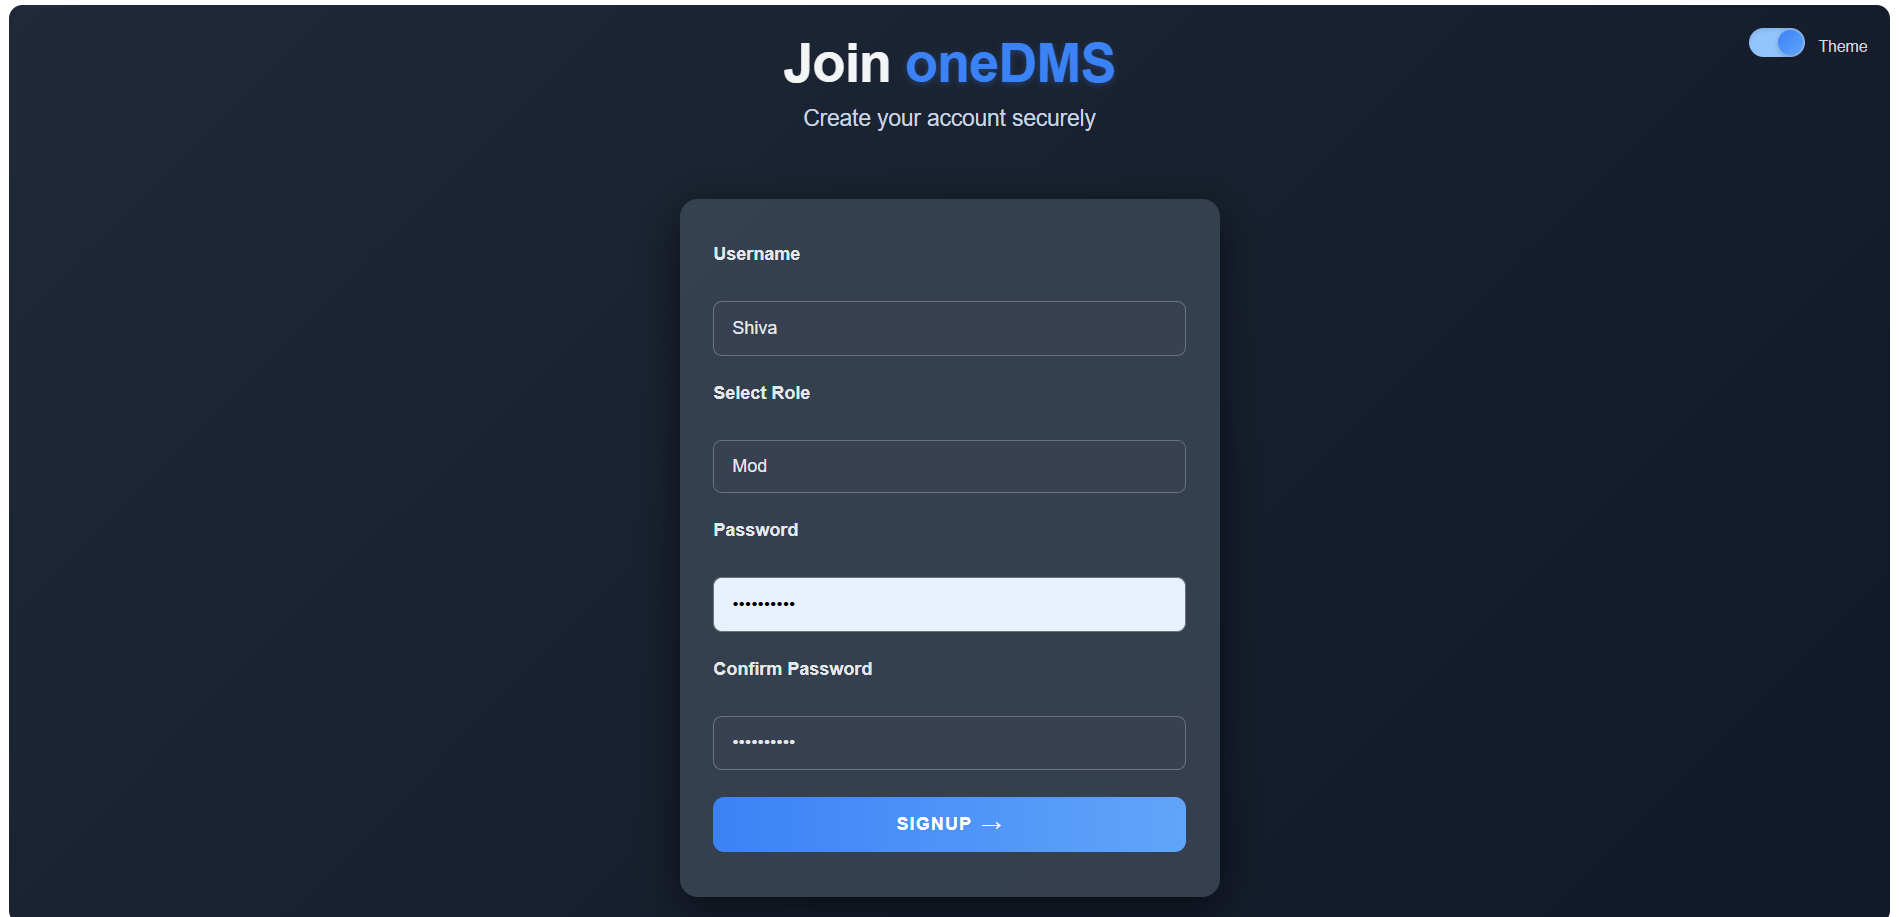 Join oneDMS
Theme
Create your account securely
Username
Shiva
Select Role
Mod
Password
••••••••••
Confirm Password
••••••••••
SIGNUP →